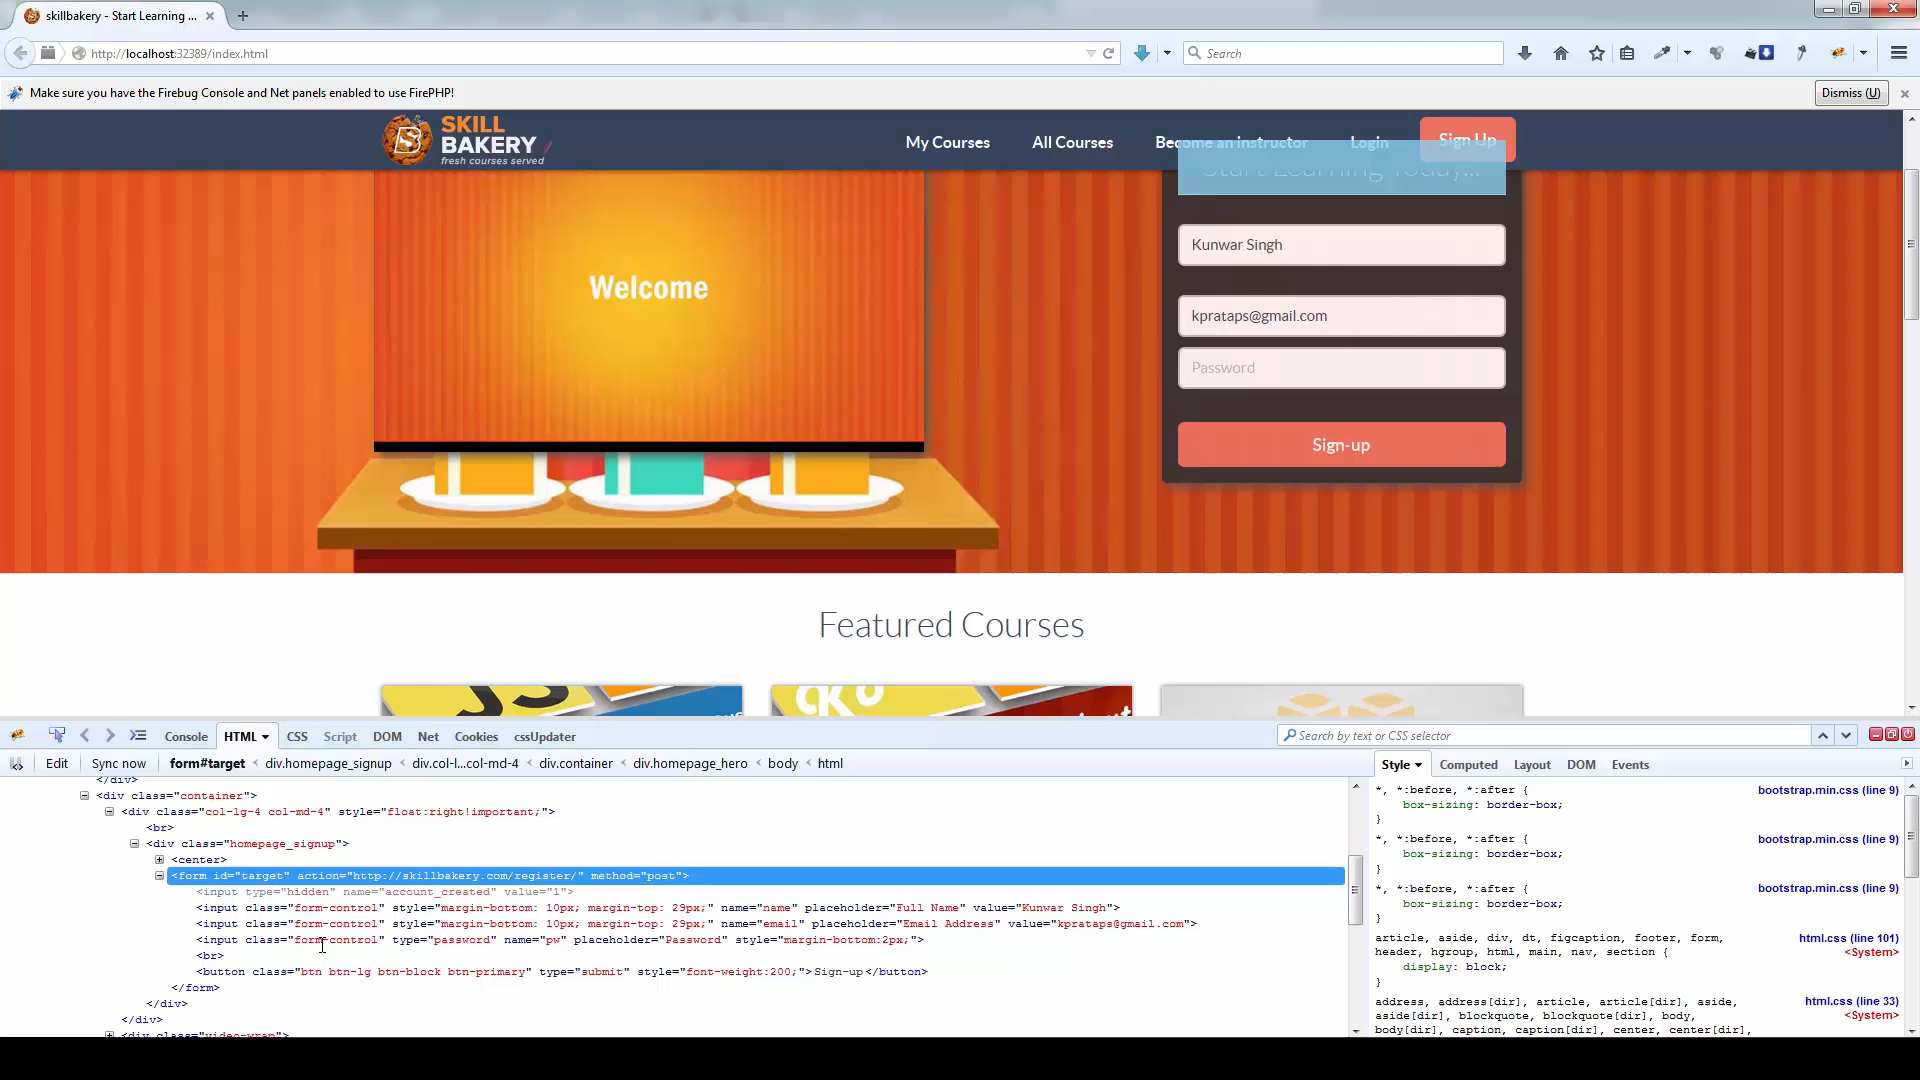 skillbakery - Start Learning ...
http://localhost:32389/index.html
Search
Make sure you have the Firebug Console and Net panels enabled to use FirePHP!
Dismiss (U)
SKILL
BAKERY
fresh courses served
My Courses
All Courses
Become an instructor
Login
Sign Up
Start Learning Today...
Kunwar Singh
kprataps@gmail.com
Password
Sign-up
Welcome
Featured Courses
Console
HTML
CSS
Script
DOM
Net
Cookies
cssUpdater
Search by text or CSS selector
Edit
Sync now
form#target < div.homepage_signup < div.col-l...col-md-4 < div.container < div.homepage_hero < body < html
Style
Computed
Layout
DOM
Events
</div>
<div class="container">
<div class="col-lg-4 col-md-4" style="float:right!important;">
<br>
<div class="homepage_signup">
<center>
<form id="target" action="http://skillbakery.com/register/" method="post">
<input type="hidden" name="account_created" value="1">
<input class="form-control" style="margin-bottom: 10px; margin-top: 29px;" name="name" placeholder="Full Name" value="Kunwar Singh">
<input class="form-control" style="margin-bottom: 10px; margin-top: 29px;" name="email" placeholder="Email Address" value="kprataps@gmail.com">
<input class="form-control" type="password" name="pw" placeholder="Password" style="margin-bottom:2px;">
<br>
<button class="btn btn-lg btn-block btn-primary" type="submit" style="font-weight:200;">Sign-up</button>
</form>
</div>
</div>
<div class="video-wrap">
*, *:before, *:after { bootstrap.min.css (line 9)
box-sizing: border-box;
}
*, *:before, *:after { bootstrap.min.css (line 9)
box-sizing: border-box;
}
*, *:before, *:after { bootstrap.min.css (line 9)
box-sizing: border-box;
}
article, aside, div, dt, figcaption, footer, form, html.css (line 101)
header, hgroup, html, main, nav, section { <System>
display: block;
}
address, address[dir], article, article[dir], aside, html.css (line 33)
aside[dir], blockquote, blockquote[dir], body, <System>
body[dir], caption, caption[dir], center, center[dir],